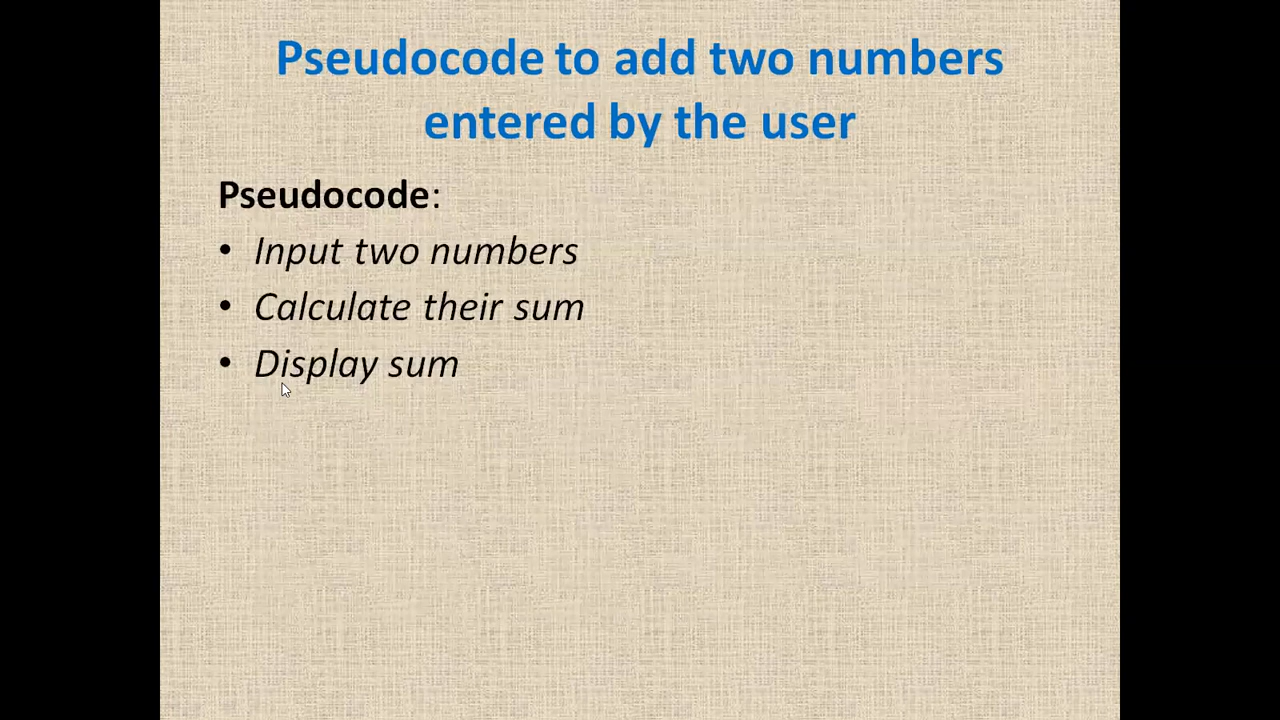 Pseudocode to add two numbers
entered by the user
Pseudocode:
• Input two numbers
• Calculate their sum
• Display sum